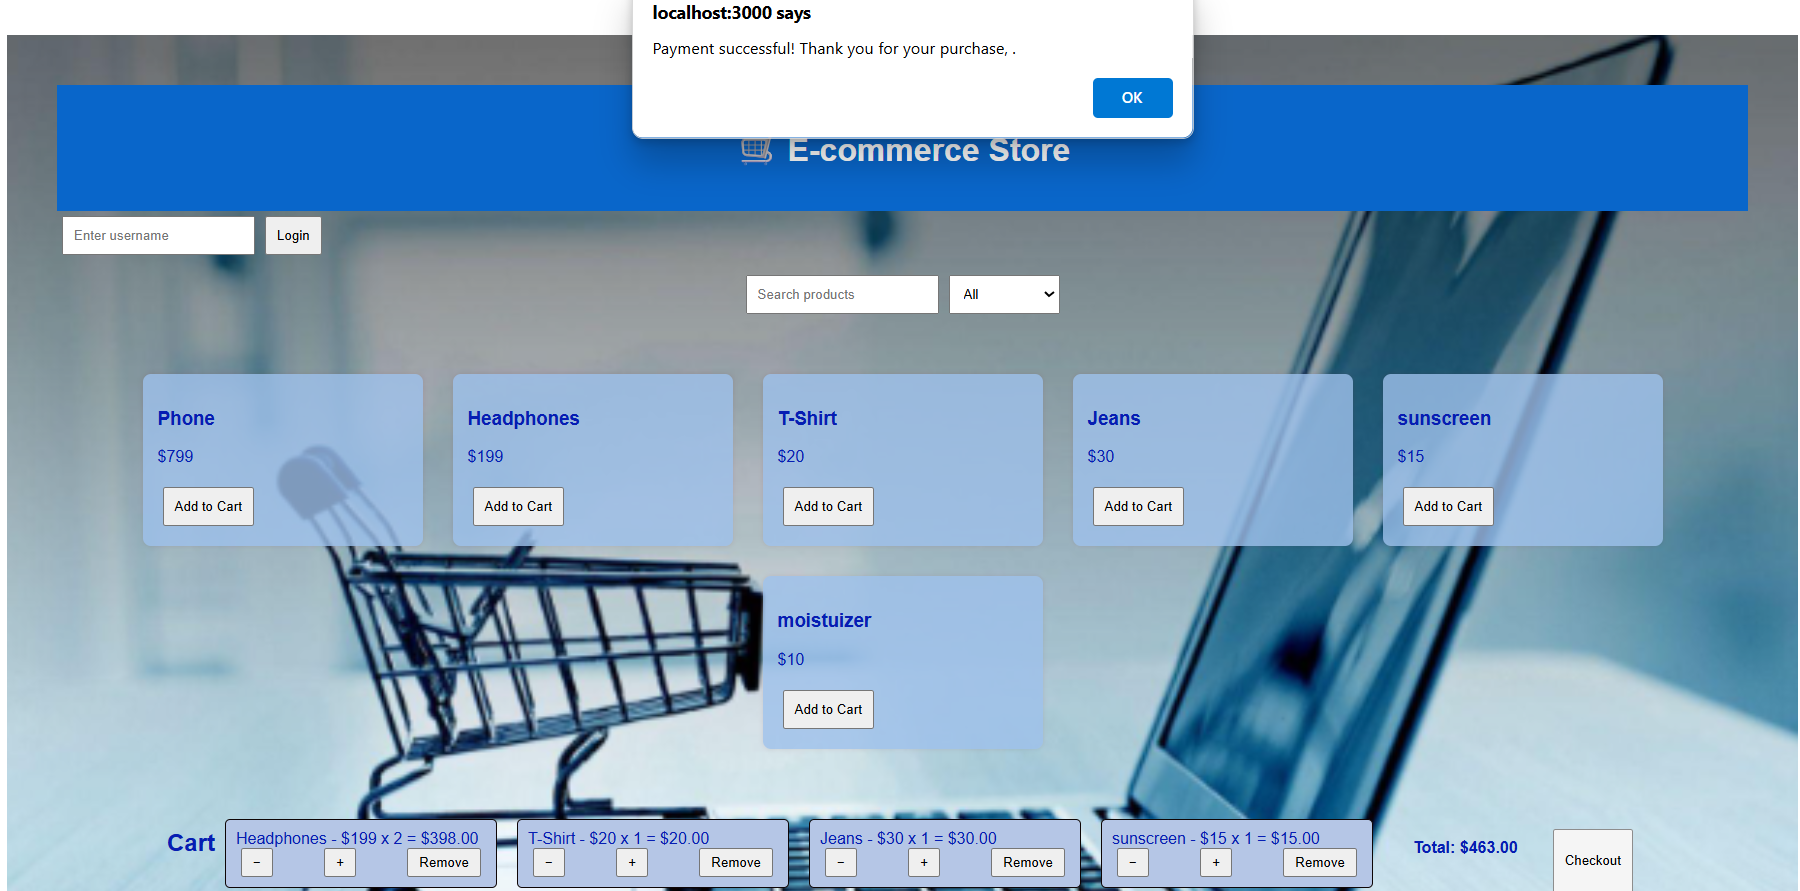 localhost:3000 says
Payment successful! Thank you for your purchase, .
OK
E-commerce Store
Enter username
Login
Search products
All
Phone
$799
Add to Cart
Headphones
$199
Add to Cart
T-Shirt
$20
Add to Cart
Jeans
$30
Add to Cart
sunscreen
$15
Add to Cart
moistuizer
$10
Add to Cart
Cart
Headphones - $199 x 2 = $398.00
− + Remove
T-Shirt - $20 x 1 = $20.00
− + Remove
Jeans - $30 x 1 = $30.00
− + Remove
sunscreen - $15 x 1 = $15.00
− + Remove
Total: $463.00
Checkout